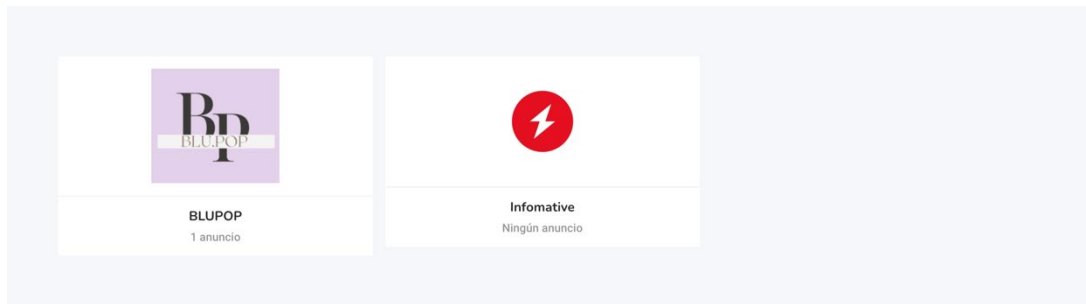 Bp
BLU.POP
BLUPOP
1 anuncio
Infomative
Ningún anuncio